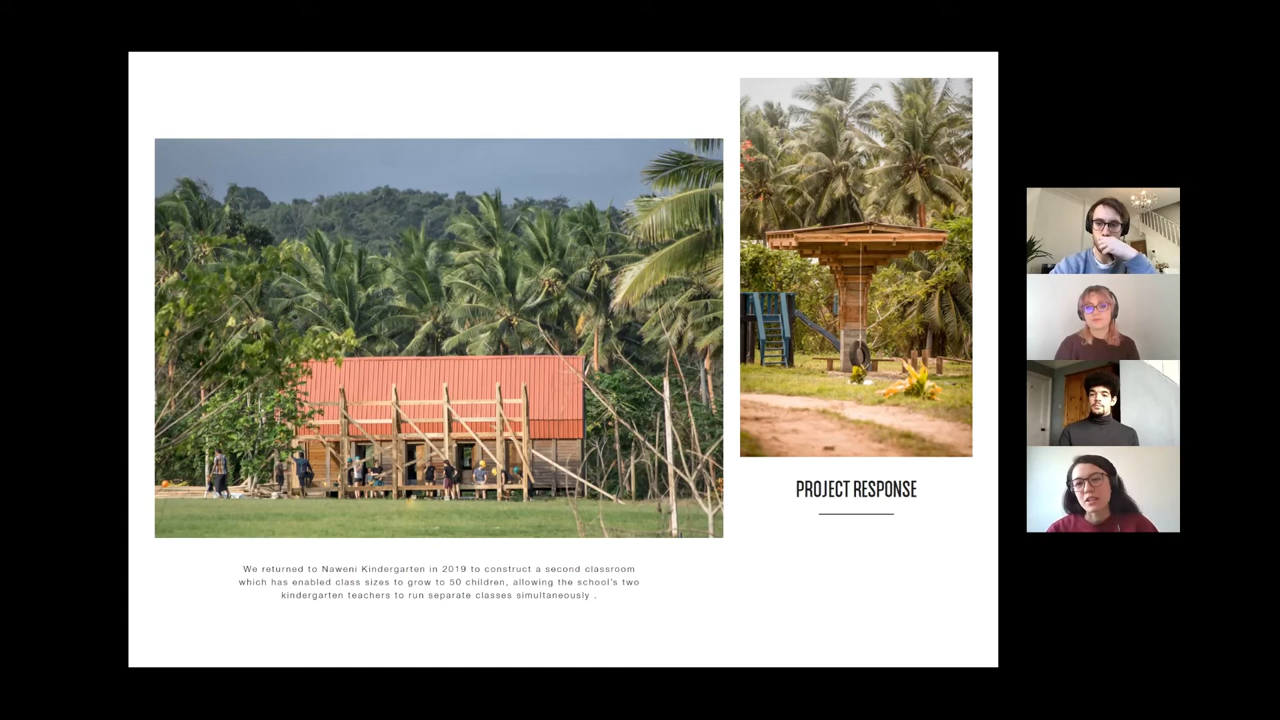 PROJECT RESPONSE
We returned to Naweni Kindergarten in 2019 to construct a second classroom
which has enabled class sizes to grow to 50 children, allowing the school's two
kindergarten teachers to run separate classes simultaneously .